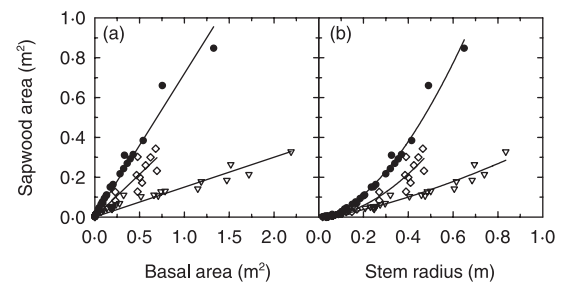 (a)
(b)
Sapwood area (m²)
1·0
0·8
0·6
0·4
0·2
0·0
0·0 0·5 1·0 1·5 2·0
0·0 0·2 0·4 0·6 0·8 1·0
Basal area (m²)
Stem radius (m)